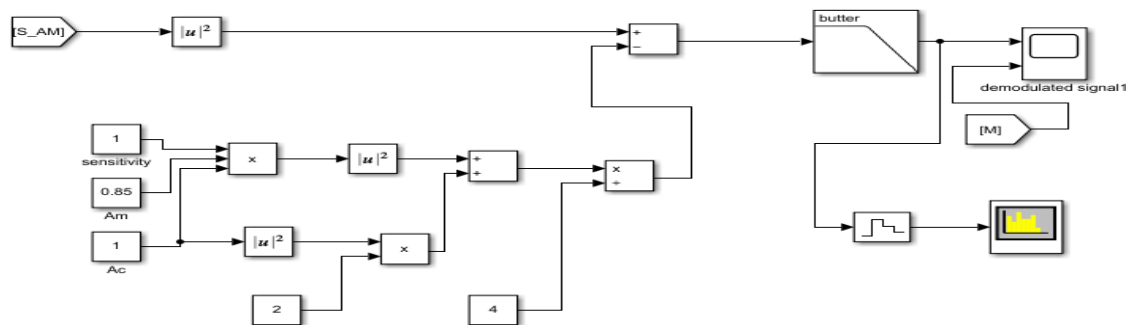 [S_AM]
|u|²
+
−
butter
demodulated signal1
[M]
1
sensitivity
×
|u|²
+
+
×
÷
0.85
Am
1
Ac
|u|²
×
2
4